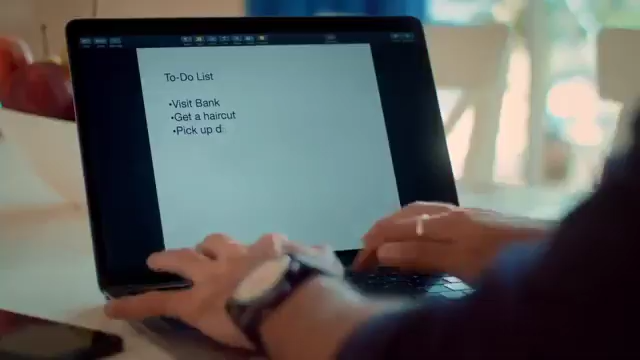 To-Do List
•Visit Bank
•Get a haircut
•Pick up d